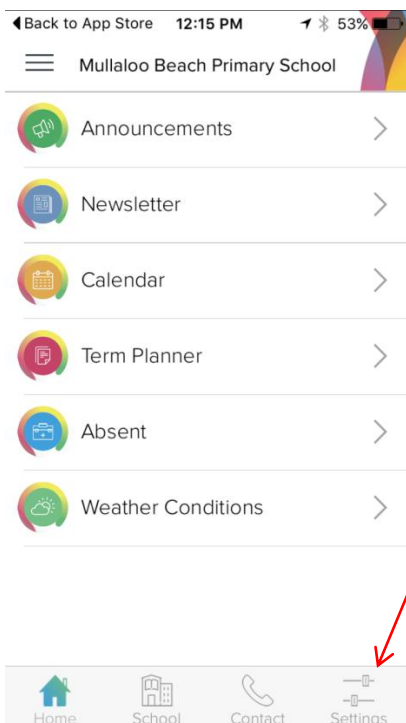 Back to App Store 12:15 PM 53%
Mullaloo Beach Primary School
Announcements
Newsletter
Calendar
Term Planner
Absent
Weather Conditions
Home School Contact Settings